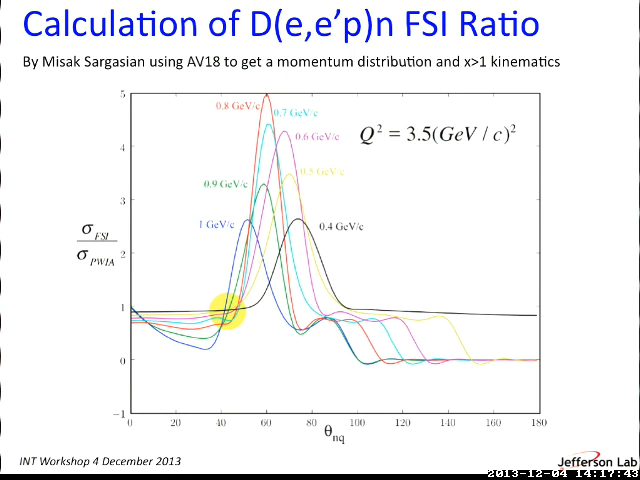 Calculation of D(e,e'p)n FSI Ratio
By Misak Sargasian using AV18 to get a momentum distribution and x>1 kinematics
5
0.8 GeV/c
0.7 GeV/c
Q² = 3.5(GeV / c)²
0.6 GeV/c
4
0.5 GeV/c
0.9 GeV/c
3
1 GeV/c
0.4 GeV/c
σ_FSI
σ_PWIA
2
1
0
−1
0 20 40 60 80 100 120 140 160 180
θ_nq
INT Workshop 4 December 2013
Jefferson Lab
2013-12-04 14:17:43